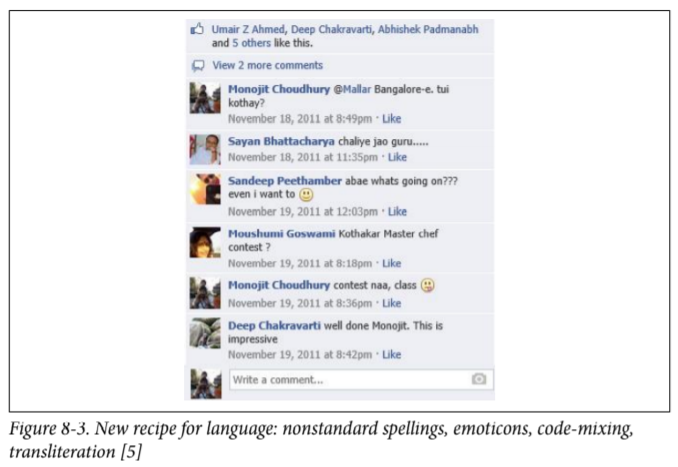 Umair Z Ahmed, Deep Chakravarti, Abhishek Padmanabh
and 5 others like this.
View 2 more comments
Monojit Choudhury @Mallar Bangalore-e. tui
kothay?
November 18, 2011 at 8:49pm · Like
Sayan Bhattacharya chaliye jao guru.....
November 18, 2011 at 11:35pm · Like
Sandeep Peethamber abae whats going on???
even i want to
November 19, 2011 at 12:03pm · Like
Moushumi Goswami Kothakar Master chef
contest ?
November 19, 2011 at 8:18pm · Like
Monojit Choudhury contest naa, class
November 19, 2011 at 8:36pm · Like
Deep Chakravarti well done Monojit. This is
impressive
November 19, 2011 at 8:42pm · Like
Write a comment...
Figure 8-3. New recipe for language: nonstandard spellings, emoticons, code-mixing,
transliteration [5]